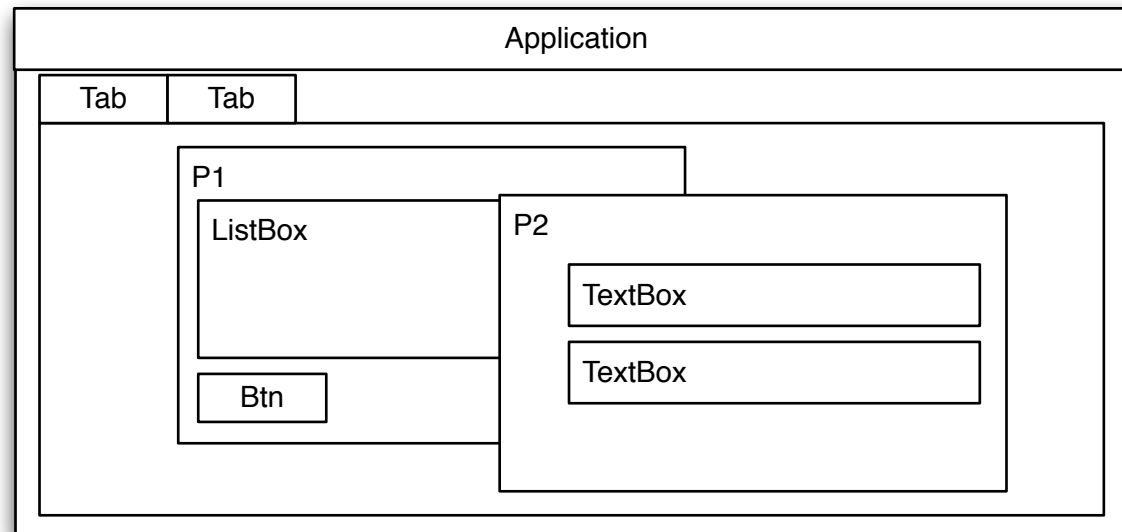 Application
Tab
Tab
P1
ListBox
P2
TextBox
TextBox
Btn